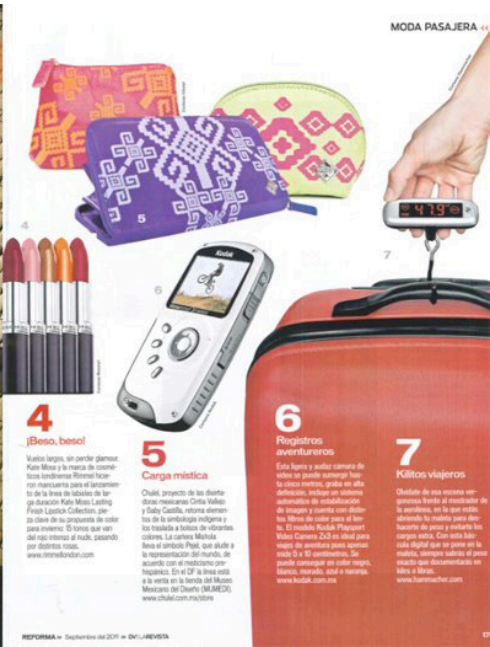 MODA PASAJERA «
5
4
47.9
Kodak
6
7
4
¡Beso, beso!
Vuelos largos, sin perder glamour.
Kate Moss y la marca de cosmé-
ticos londinense Rimmel hicie-
ron mancuerna para el lanzamien-
to de la línea de labiales de lar-
ga duración Kate Moss Lasting
Finish Lipstick Collection, pie-
za clave de su propuesta de color
para invierno: 15 tonos que van
del rojo intenso al nude, pasando
por distintos rosas.
www.rimmellondon.com
5
Carga mística
Chulel, proyecto de las diseña-
doras mexicanas Cintia Vallejo
y Gaby Castilla, retoma elemen-
tos de la simbología indígena y
los traslada a bolsos de vibrantes
colores. La cartera Mishola
lleva el símbolo Pepel, que alude a
la representación del mundo, de
acuerdo con el misticismo pre-
hispánico. En el DF la línea está
a la venta en la tienda del Museo
Mexicano del Diseño (MUMEDI).
www.chulel.com.mx/store
6
Registros
aventureros
Esta ligera y audaz cámara de
video se puede sumergir has-
ta cinco metros, graba en alta
definición, incluye un sistema
automático de estabilización
de imagen y cuenta con distin-
tos filtros de color para el len-
te. El modelo Kodak Playsport
Video Camera Zx3 es ideal para
viajes de aventura pues apenas
mide 5 x 10 centímetros. Se
puede conseguir en color negro,
blanco, morado, azul o naranja.
www.kodak.com.mx
7
Kilitos viajeros
Olvídate de esa escena ver-
gonzosa frente al mostrador de
la aerolínea, en la que estás
abriendo tu maleta para des-
hacerte de peso y evitarte los
cargos extra. Con esta bás-
cula digital que se pone en la
maleta, siempre sabrás el peso
exacto que documentarás en
kilos o libras.
www.hammacher.com
REFORMA Septiembre del 2011 DV! LA REVISTA
17